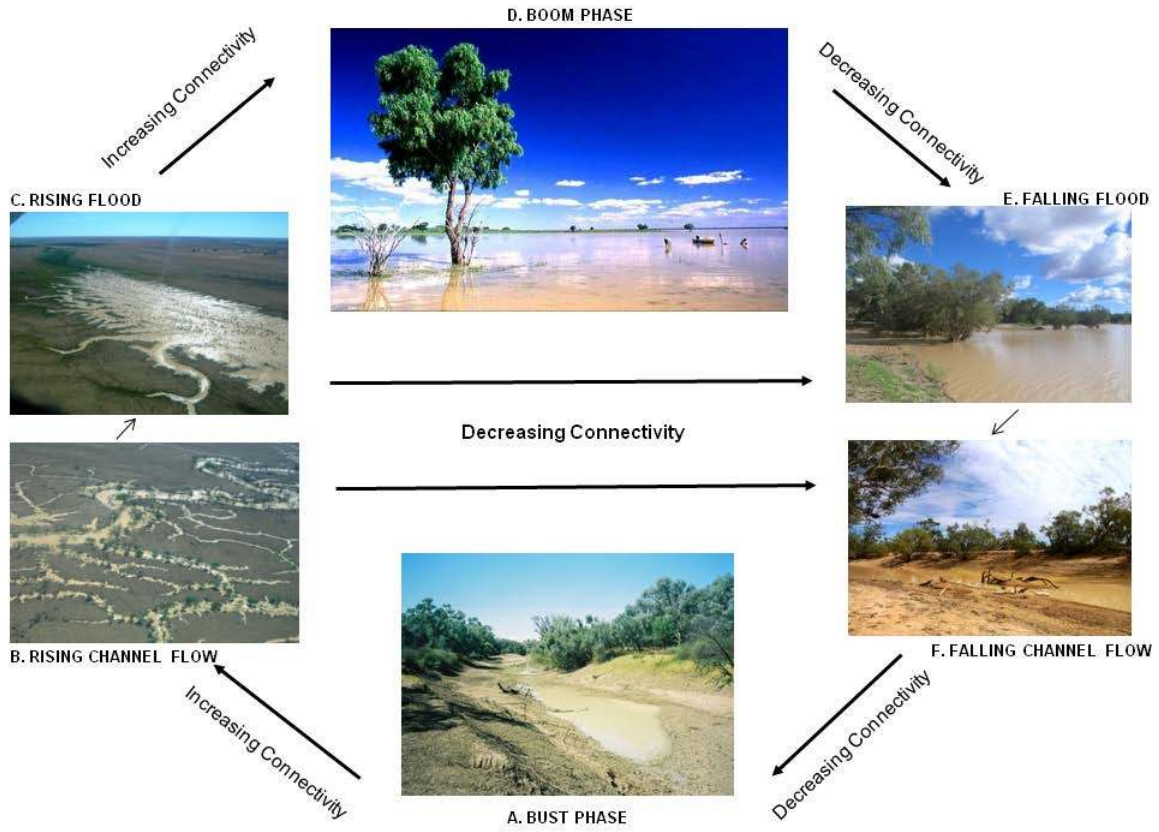 D. BOOM PHASE
Increasing Connectivity
Decreasing Connectivity
C. RISING FLOOD
E. FALLING FLOOD
Decreasing Connectivity
B. RISING CHANNEL FLOW
F. FALLING CHANNEL FLOW
Increasing Connectivity
Decreasing Connectivity
A. BUST PHASE